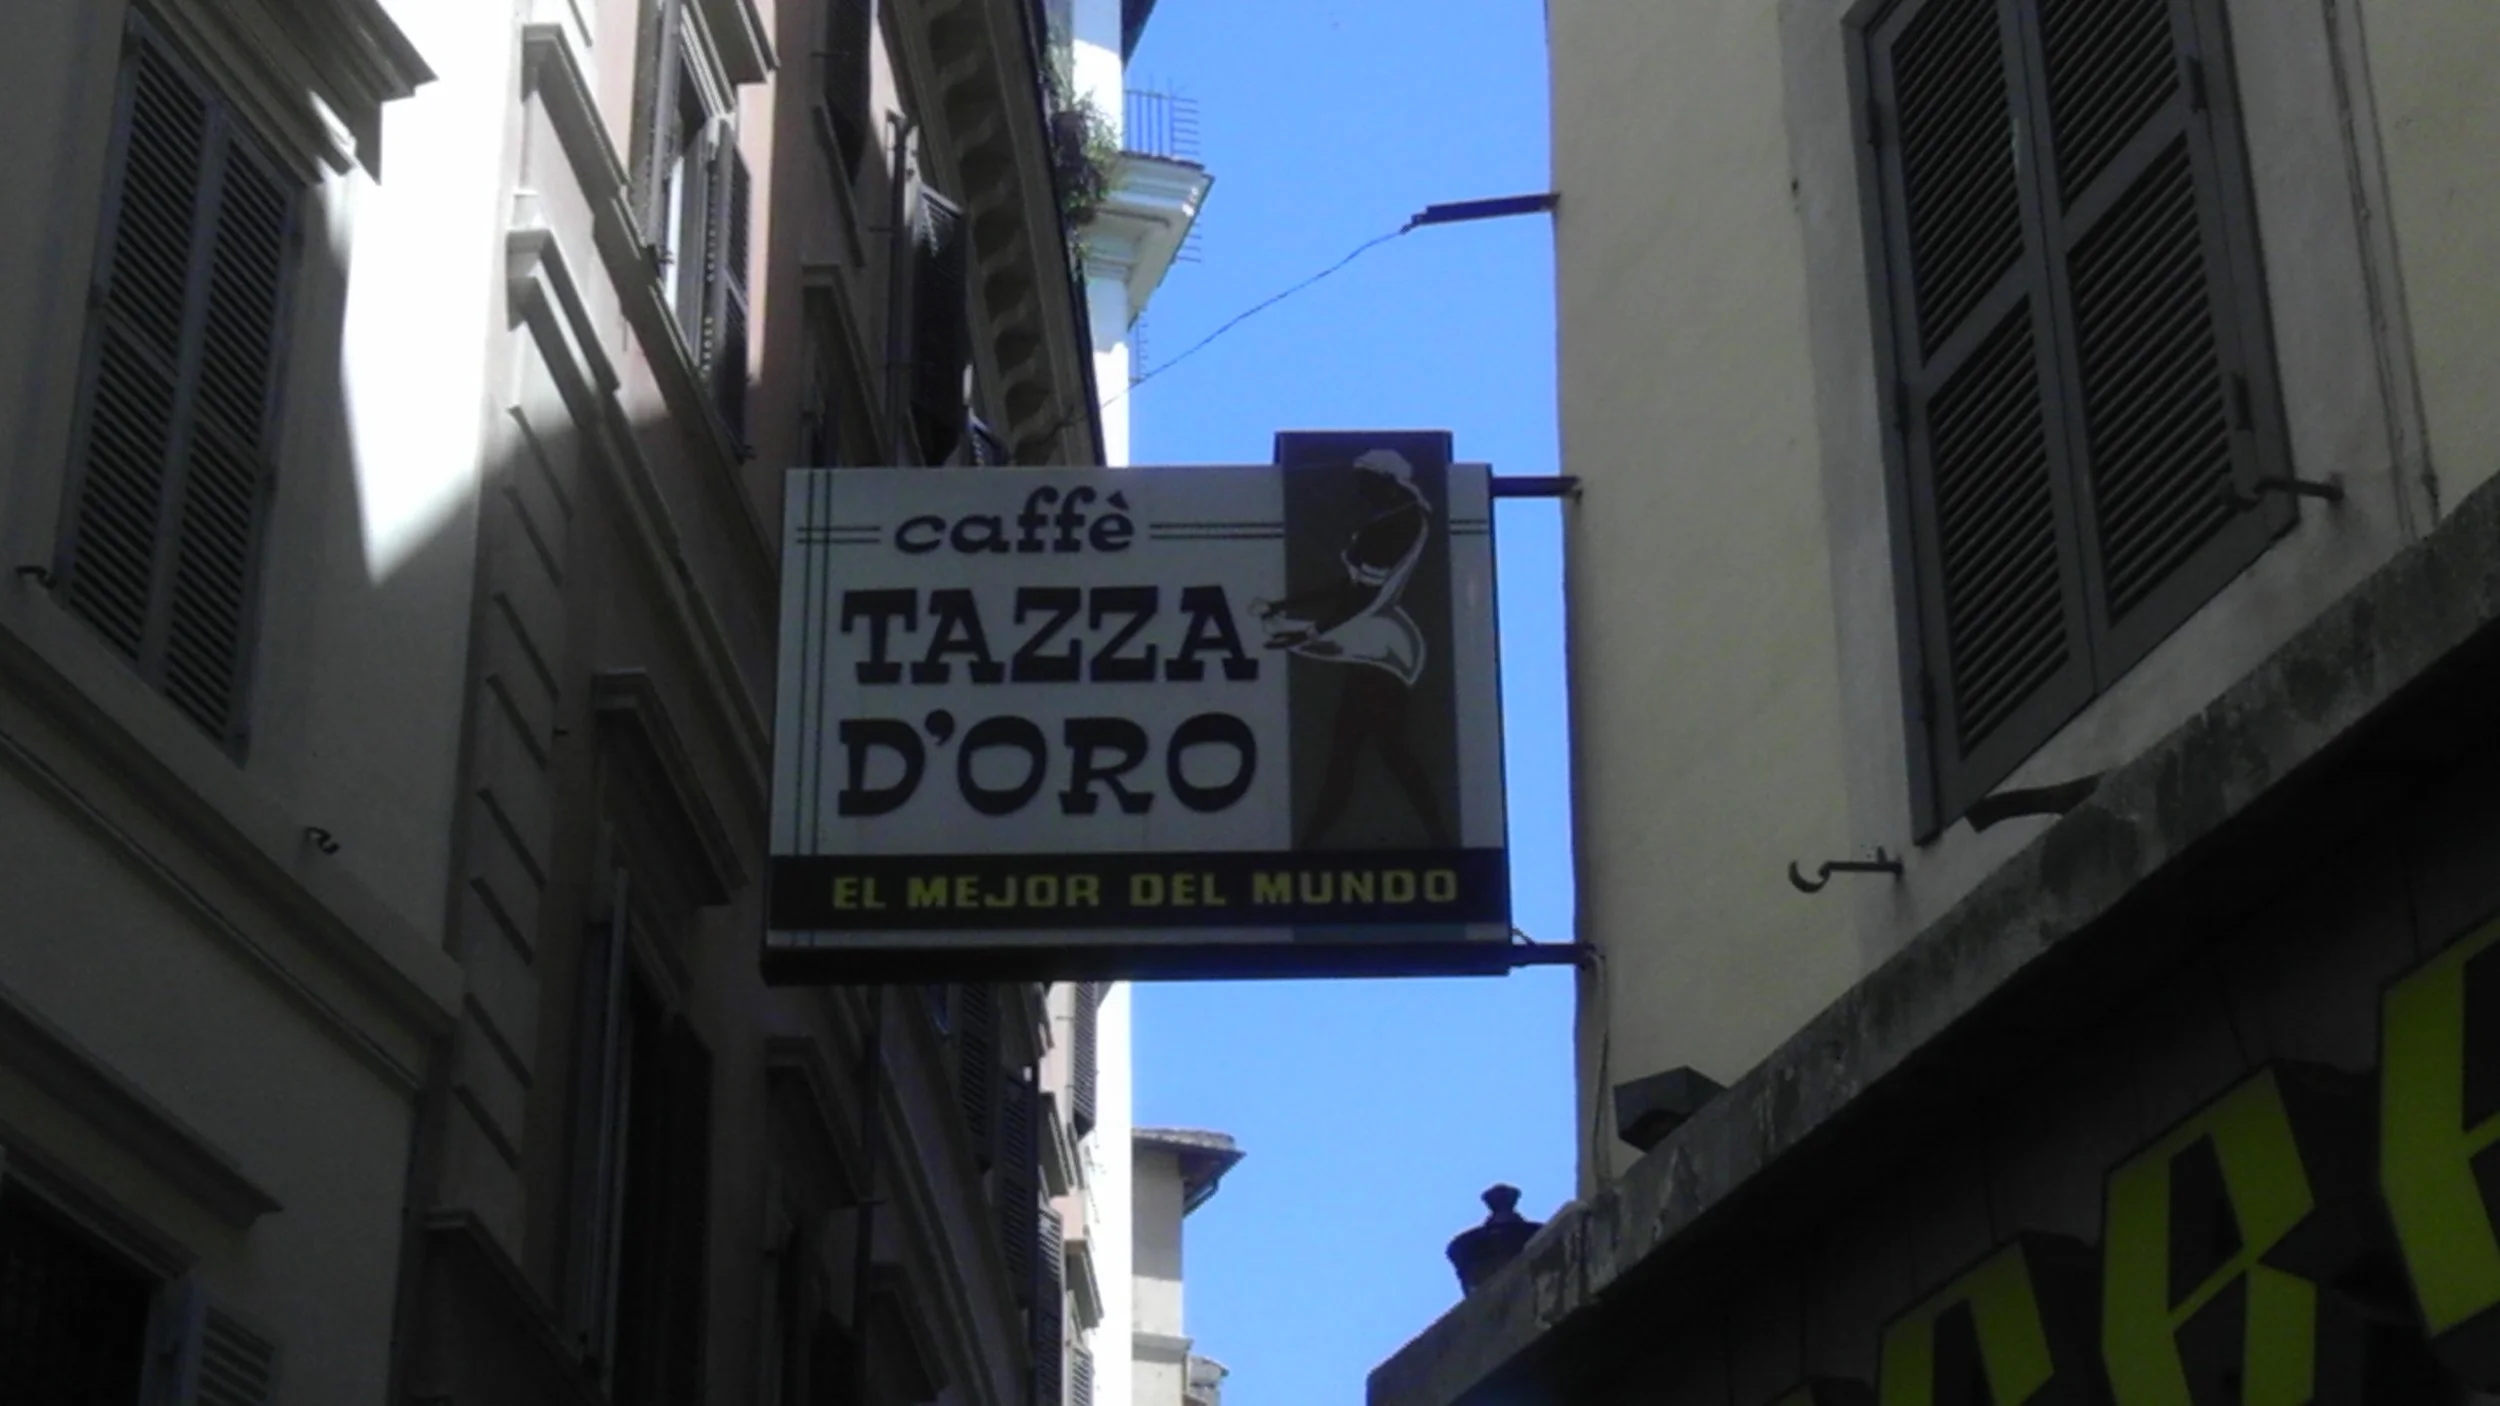 caffè
TAZZA
D'ORO
EL MEJOR DEL MUNDO